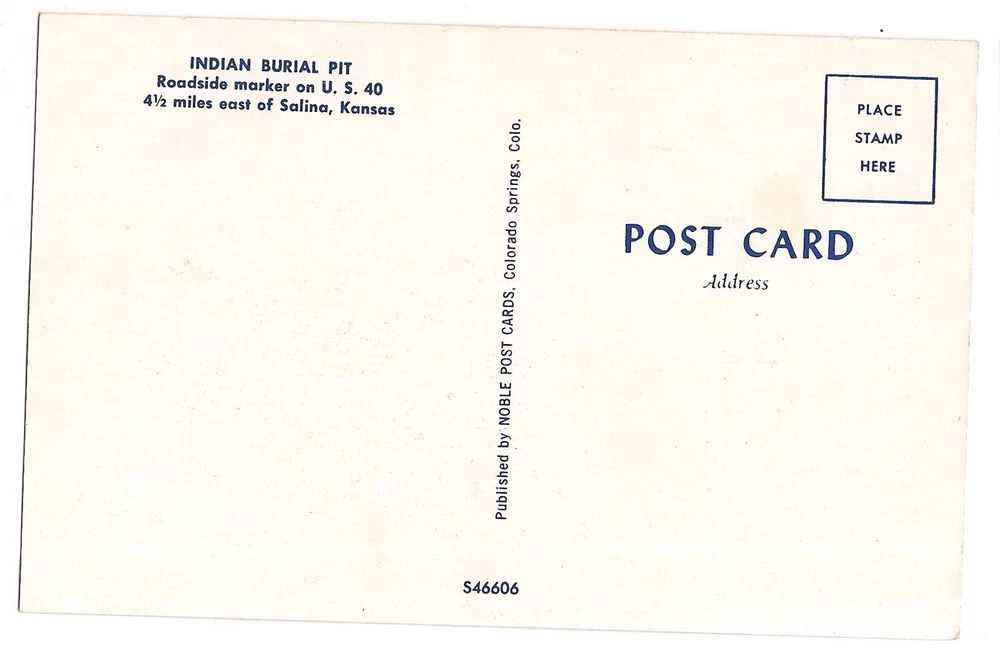 INDIAN BURIAL PIT
Roadside marker on U. S. 40
4½ miles east of Salina, Kansas
Published by NOBLE POST CARDS, Colorado Springs, Colo.
PLACE
STAMP
HERE
POST CARD
Address
S46606